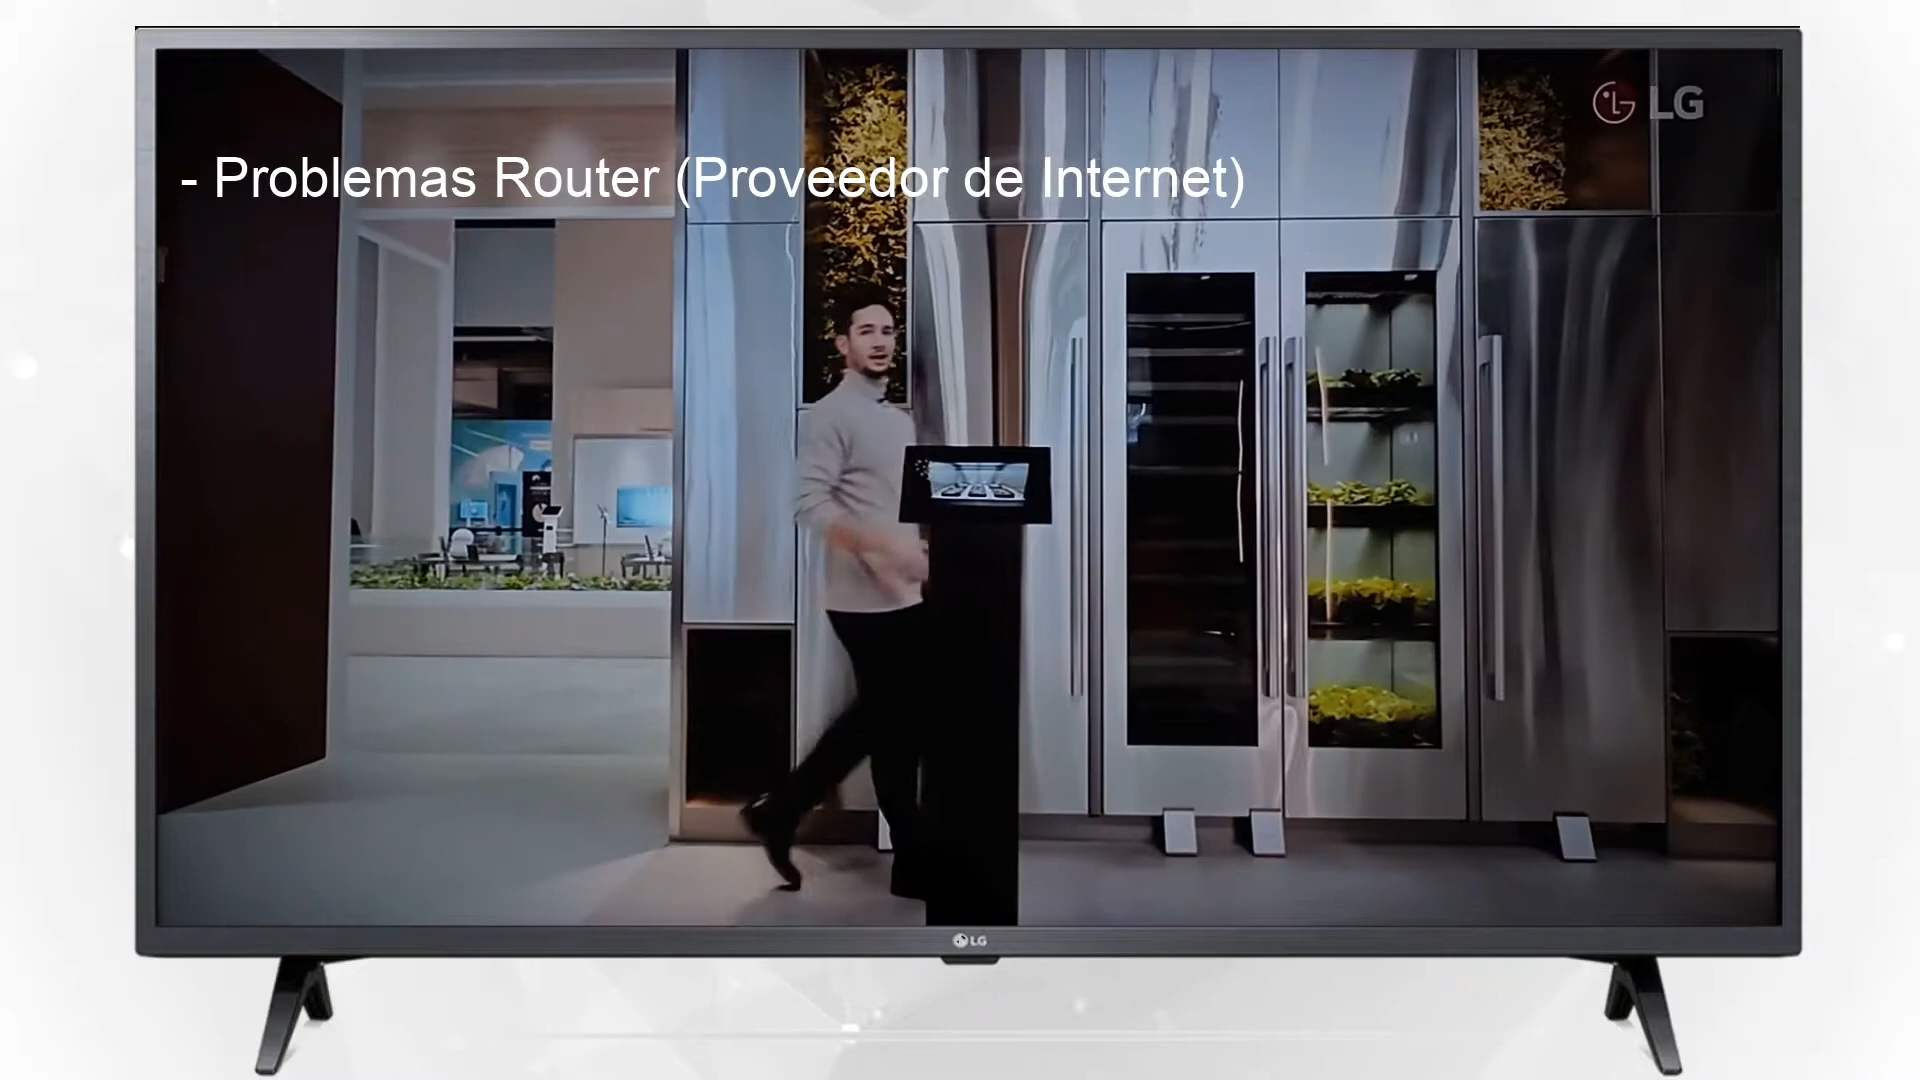 LG
- Problemas Router (Proveedor de Internet)
LG